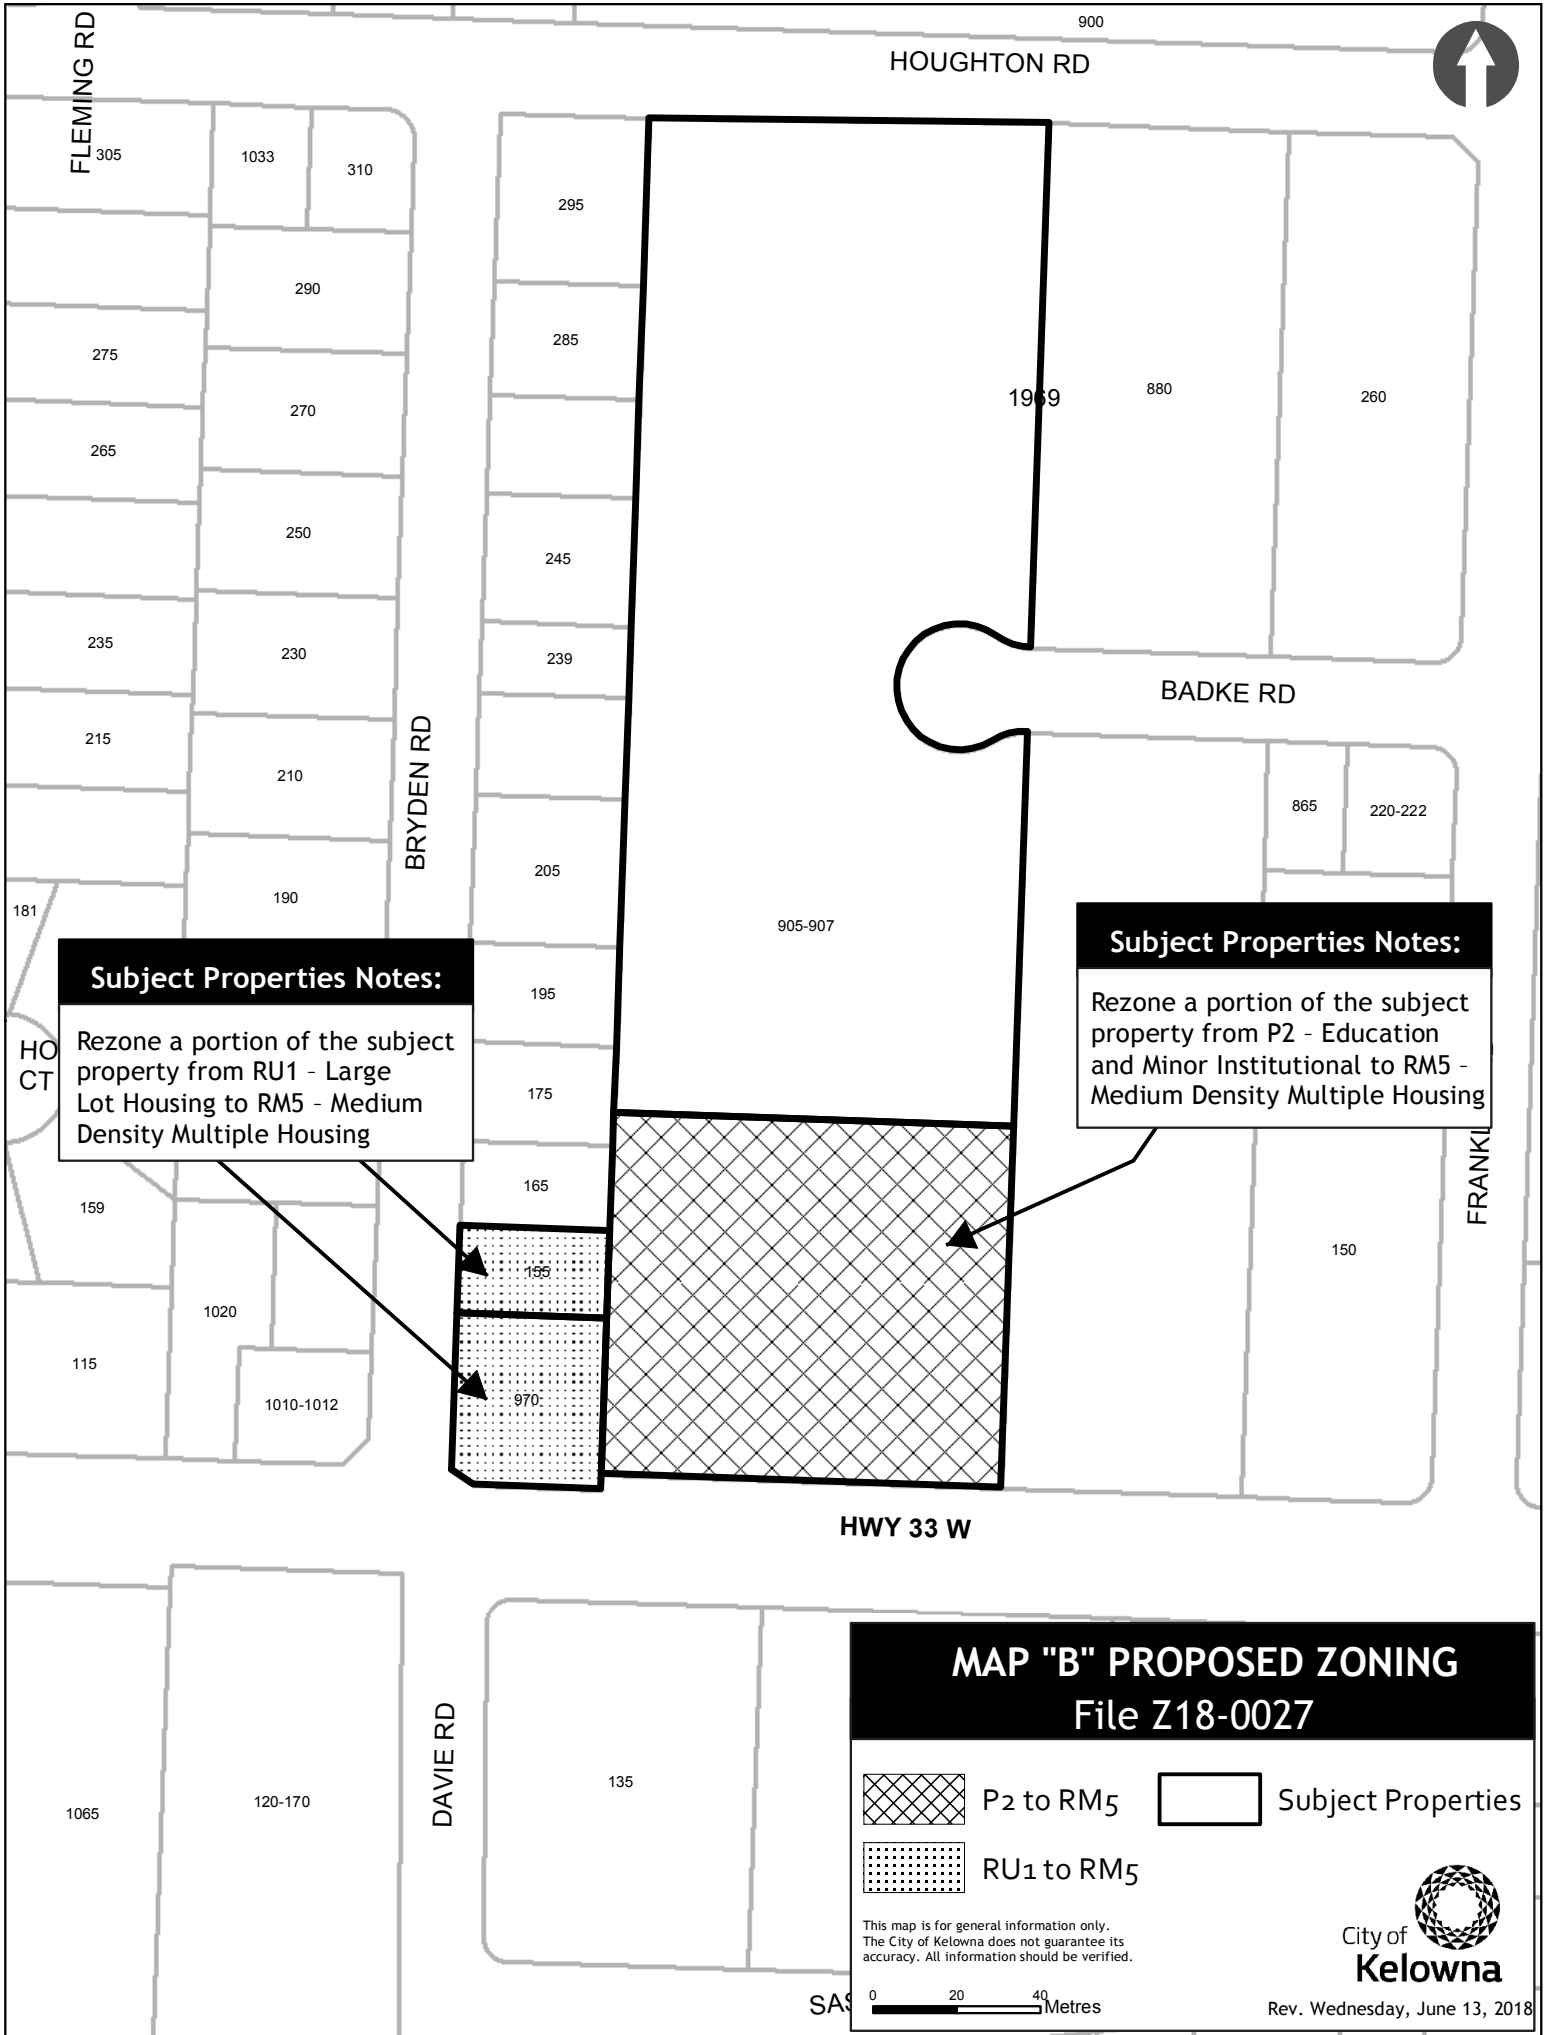 900
HOUGHTON RD
FLEMING RD
305
1033
310
295
290
285
275
1969
880
260
270
265
250
245
235
230
239
BADKE RD
215
BRYDEN RD
210
865
220-222
205
190
181
905-907
Subject Properties Notes:
Rezone a portion of the subject
property from P2 - Education
and Minor Institutional to RM5 -
Medium Density Multiple Housing
Subject Properties Notes:
Rezone a portion of the subject
property from RU1 - Large
Lot Housing to RM5 - Medium
Density Multiple Housing
195
HO
CT
175
165
159
FRANKL
155
150
1020
115
970
1010-1012
HWY 33 W
MAP "B" PROPOSED ZONING
File Z18-0027
DAVIE RD
135
120-170
1065
P2 to RM5
Subject Properties
RU1 to RM5
This map is for general information only.
The City of Kelowna does not guarantee its
accuracy. All information should be verified.
City of
Kelowna
SAS
0 20 40
Metres
Rev. Wednesday, June 13, 2018